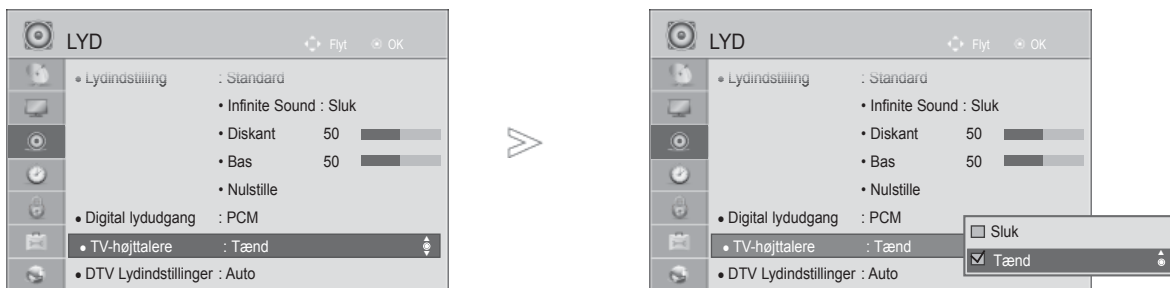 LYD Flyt OK
• Lydindstilling : Standard
• Infinite Sound : Sluk
• Diskant 50
• Bas 50
• Nulstille
• Digital lydudgang : PCM
• TV-højttalere : Tænd
• DTV Lydindstillinger : Auto
LYD Flyt OK
• Lydindstilling : Standard
• Infinite Sound : Sluk
• Diskant 50
• Bas 50
• Nulstille
• Digital lydudgang : PCM
• TV-højttalere : Tænd
• DTV Lydindstillinger : Auto
Sluk
Tænd